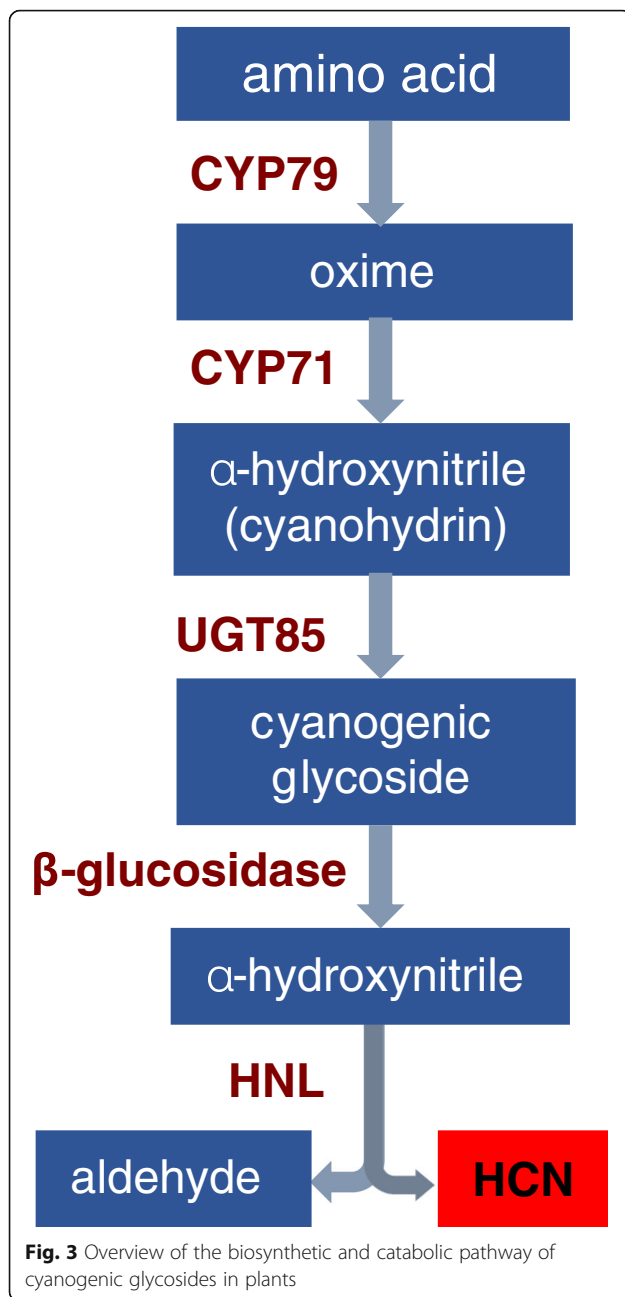 amino acid
CYP79
oxime
CYP71
α-hydroxynitrile
(cyanohydrin)
UGT85
cyanogenic
glycoside
β-glucosidase
α-hydroxynitrile
HNL
aldehyde
HCN
Fig. 3 Overview of the biosynthetic and catabolic pathway of
cyanogenic glycosides in plants